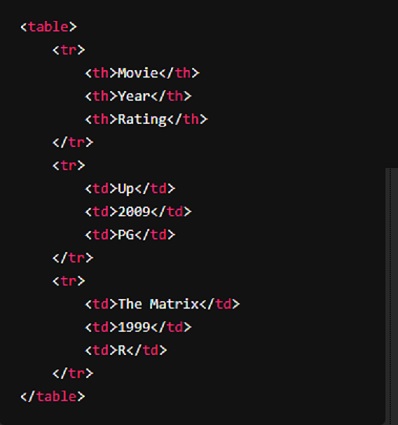 <table>
    <tr>
        <th>Movie</th>
        <th>Year</th>
        <th>Rating</th>
    </tr>
    <tr>
        <td>Up</td>
        <td>2009</td>
        <td>PG</td>
    </tr>
    <tr>
        <td>The Matrix</td>
        <td>1999</td>
        <td>R</td>
    </tr>
</table>